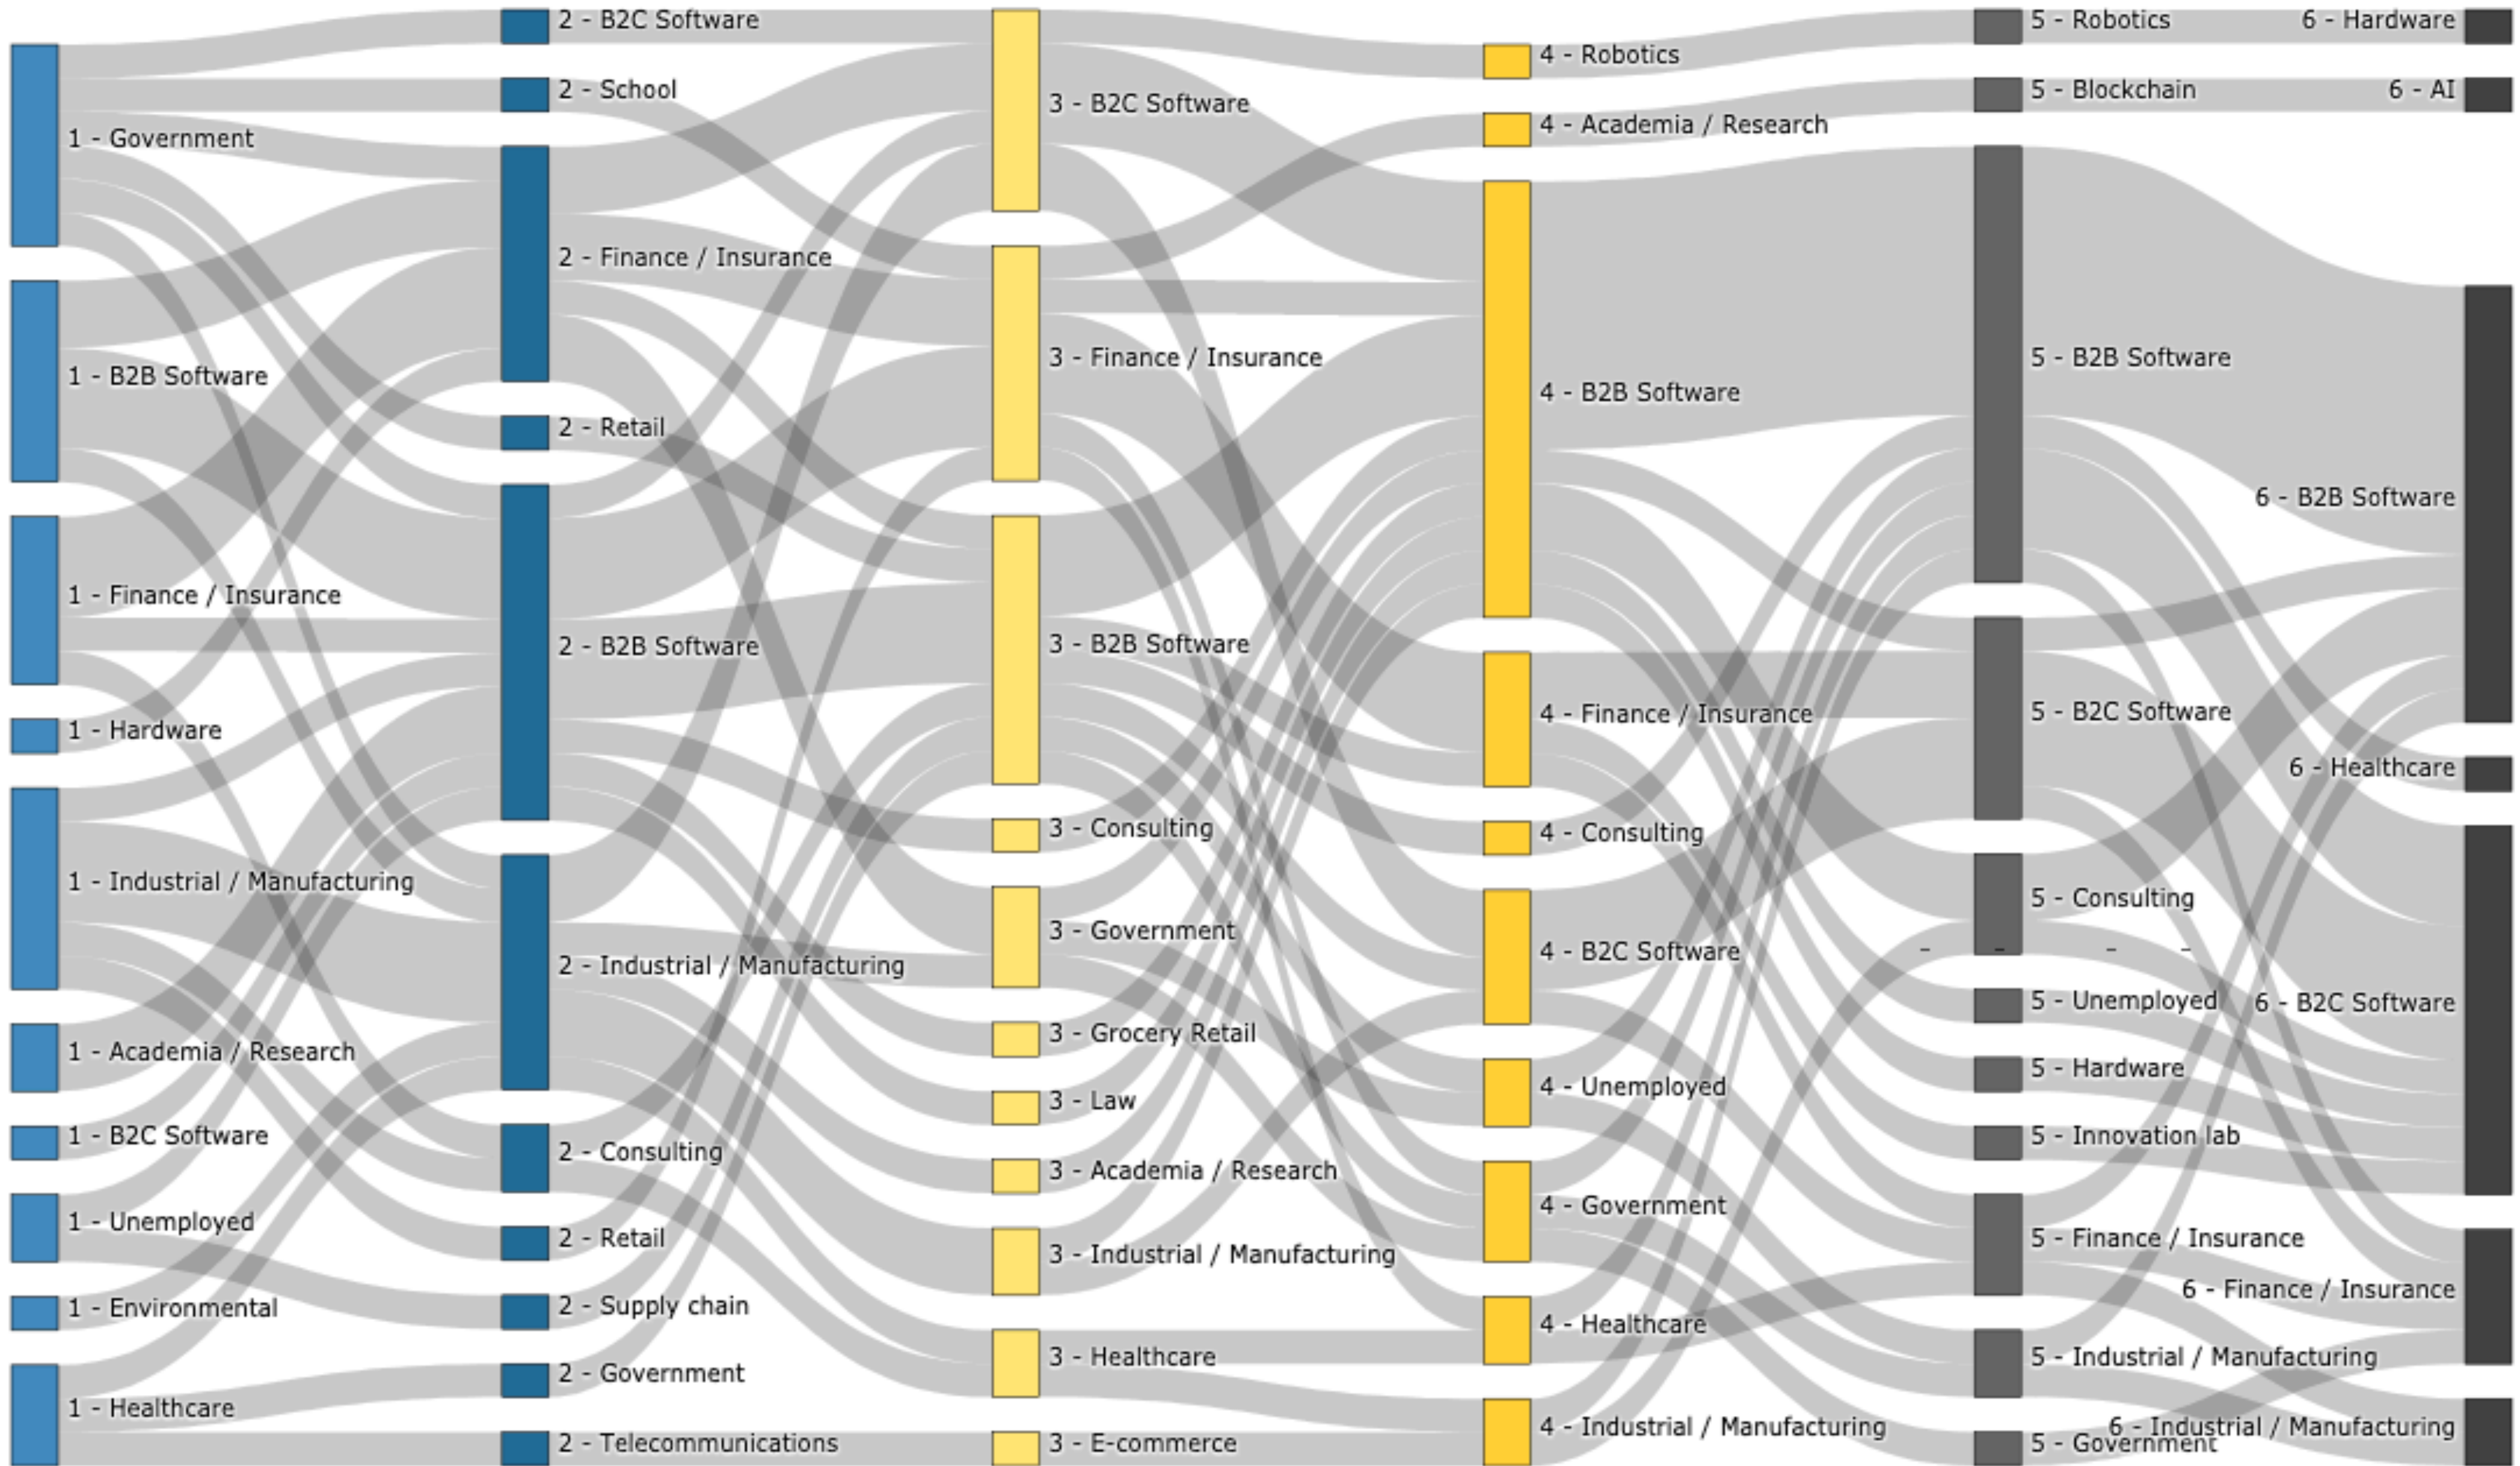 1 - Government
1 - B2B Software
1 - Finance / Insurance
1 - Hardware
1 - Industrial / Manufacturing
1 - Academia / Research
1 - B2C Software
1 - Unemployed
1 - Environmental
1 - Healthcare
2 - B2C Software
2 - School
2 - Finance / Insurance
2 - Retail
2 - B2B Software
2 - Industrial / Manufacturing
2 - Consulting
2 - Retail
2 - Supply chain
2 - Government
2 - Telecommunications
3 - B2C Software
3 - Finance / Insurance
3 - B2B Software
3 - Consulting
3 - Government
3 - Grocery Retail
3 - Law
3 - Academia / Research
3 - Industrial / Manufacturing
3 - Healthcare
3 - E-commerce
4 - Robotics
4 - Academia / Research
4 - B2B Software
4 - Finance / Insurance
4 - Consulting
4 - B2C Software
4 - Unemployed
4 - Government
4 - Healthcare
4 - Industrial / Manufacturing
5 - Robotics
5 - Blockchain
5 - B2B Software
5 - B2C Software
5 - Consulting
5 - Unemployed
5 - Hardware
5 - Innovation lab
5 - Finance / Insurance
5 - Industrial / Manufacturing
5 - Government
6 - Hardware
6 - AI
6 - B2B Software
6 - Healthcare
6 - B2C Software
6 - Finance / Insurance
6 - Industrial / Manufacturing